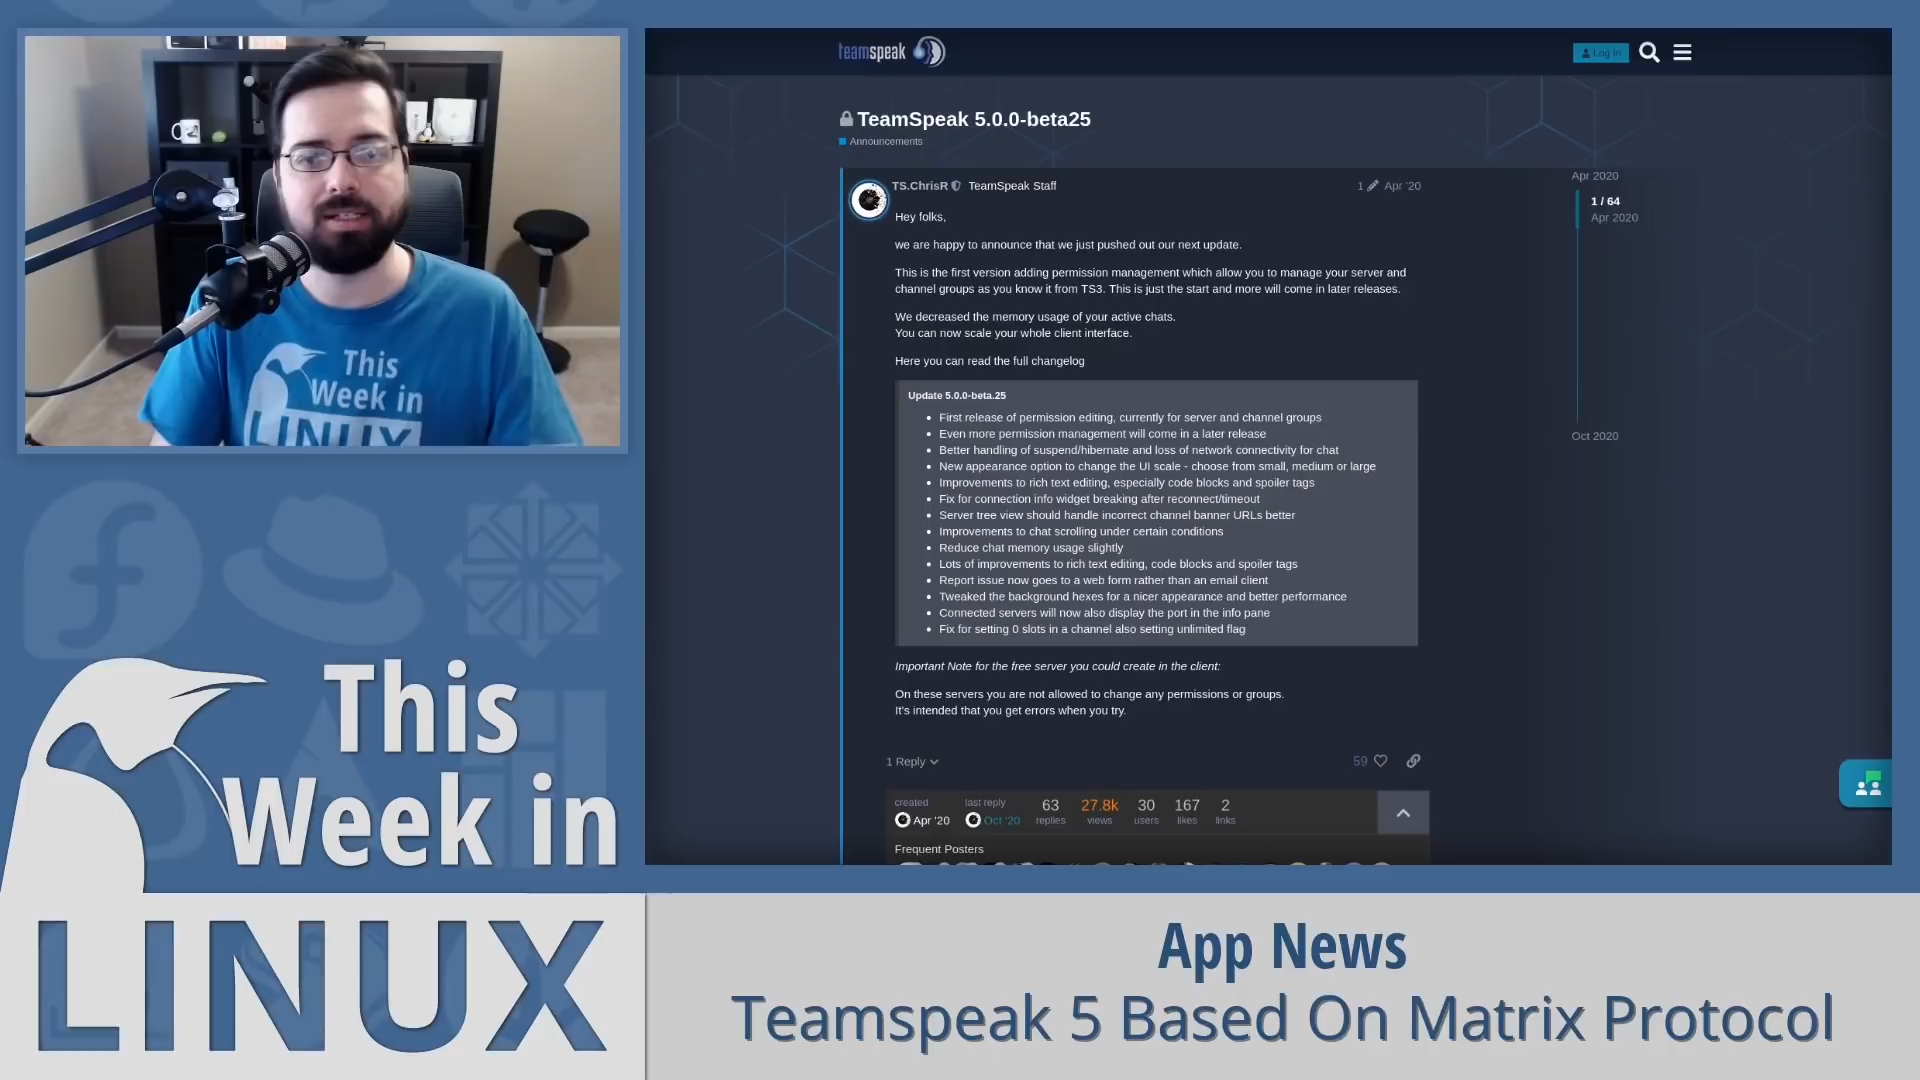 This
Week in
LINUX
teamspeak
Log In
TeamSpeak 5.0.0-beta25
Announcements
TS.ChrisR TeamSpeak Staff
1 Apr '20
Hey folks,
we are happy to announce that we just pushed out our next update.
This is the first version adding permission management which allow you to manage your server and
channel groups as you know it from TS3. This is just the start and more will come in later releases.
We decreased the memory usage of your active chats.
You can now scale your whole client interface.
Here you can read the full changelog
Update 5.0.0-beta.25
• First release of permission editing, currently for server and channel groups
• Even more permission management will come in a later release
• Better handling of suspend/hibernate and loss of network connectivity for chat
• New appearance option to change the UI scale - choose from small, medium or large
• Improvements to rich text editing, especially code blocks and spoiler tags
• Fix for connection info widget breaking after reconnect/timeout
• Server tree view should handle incorrect channel banner URLs better
• Improvements to chat scrolling under certain conditions
• Reduce chat memory usage slightly
• Lots of improvements to rich text editing, code blocks and spoiler tags
• Report issue now goes to a web form rather than an email client
• Tweaked the background hexes for a nicer appearance and better performance
• Connected servers will now also display the port in the info pane
• Fix for setting 0 slots in a channel also setting unlimited flag
Important Note for the free server you could create in the client:
On these servers you are not allowed to change any permissions or groups.
It's intended that you get errors when you try.
1 Reply
59
created
Apr '20
last reply
Oct '20
63
replies
27.8k
views
30
users
167
likes
2
links
Frequent Posters
Apr 2020
1 / 64
Apr 2020
Oct 2020
This
Week in
LINUX
App News
Teamspeak 5 Based On Matrix Protocol